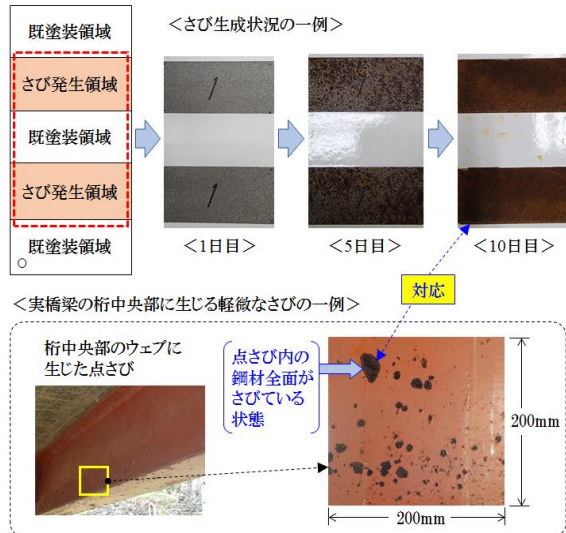 既塗装領域
さび発生領域
既塗装領域
さび発生領域
既塗装領域
＜さび生成状況の一例＞
1
1
1
＜1日目＞
＜5日目＞
＜10日目＞
対応
＜実橋梁の桁中央部に生じる軽微なさびの一例＞
桁中央部のウェブに
生じた点さび
点さび内の
鋼材全面が
さびている
状態
200mm
200mm